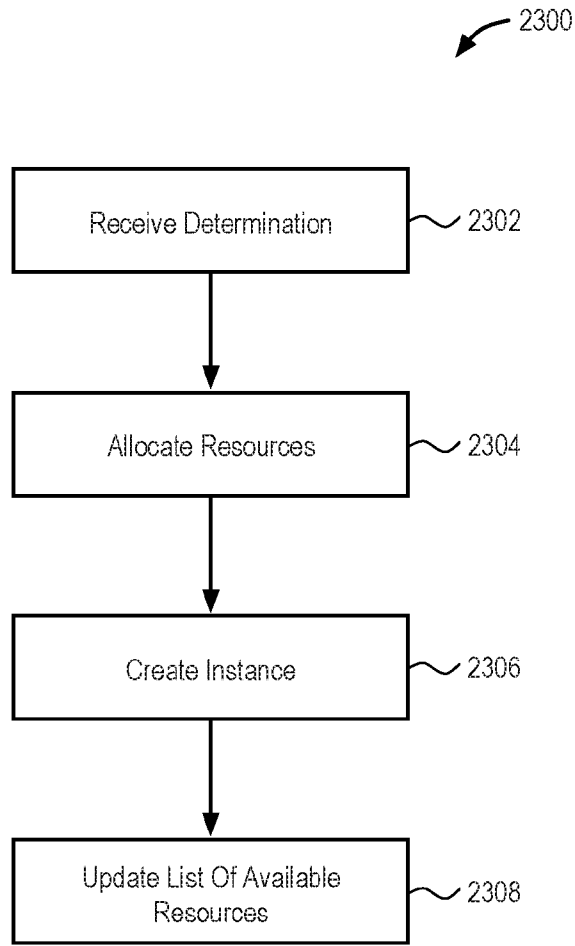 2300
Receive Determination
2302
Allocate Resources
2304
Create Instance
2306
Update List Of Available
Resources
2308